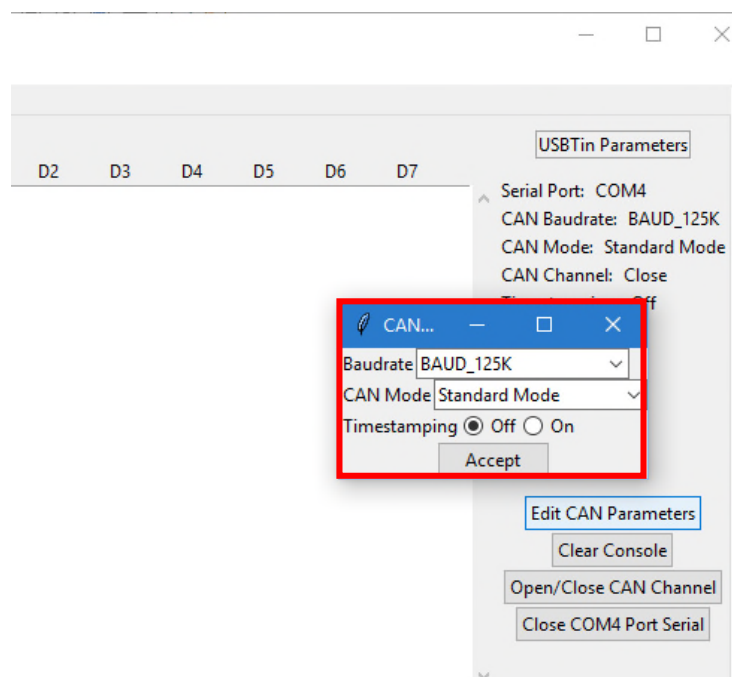 USBTin Parameters
D2 D3 D4 D5 D6 D7
Serial Port: COM4
CAN Baudrate: BAUD_125K
CAN Mode: Standard Mode
CAN Channel: Close
CAN...
Baudrate BAUD_125K
CAN Mode Standard Mode
Timestamping Off On
Accept
Edit CAN Parameters
Clear Console
Open/Close CAN Channel
Close COM4 Port Serial